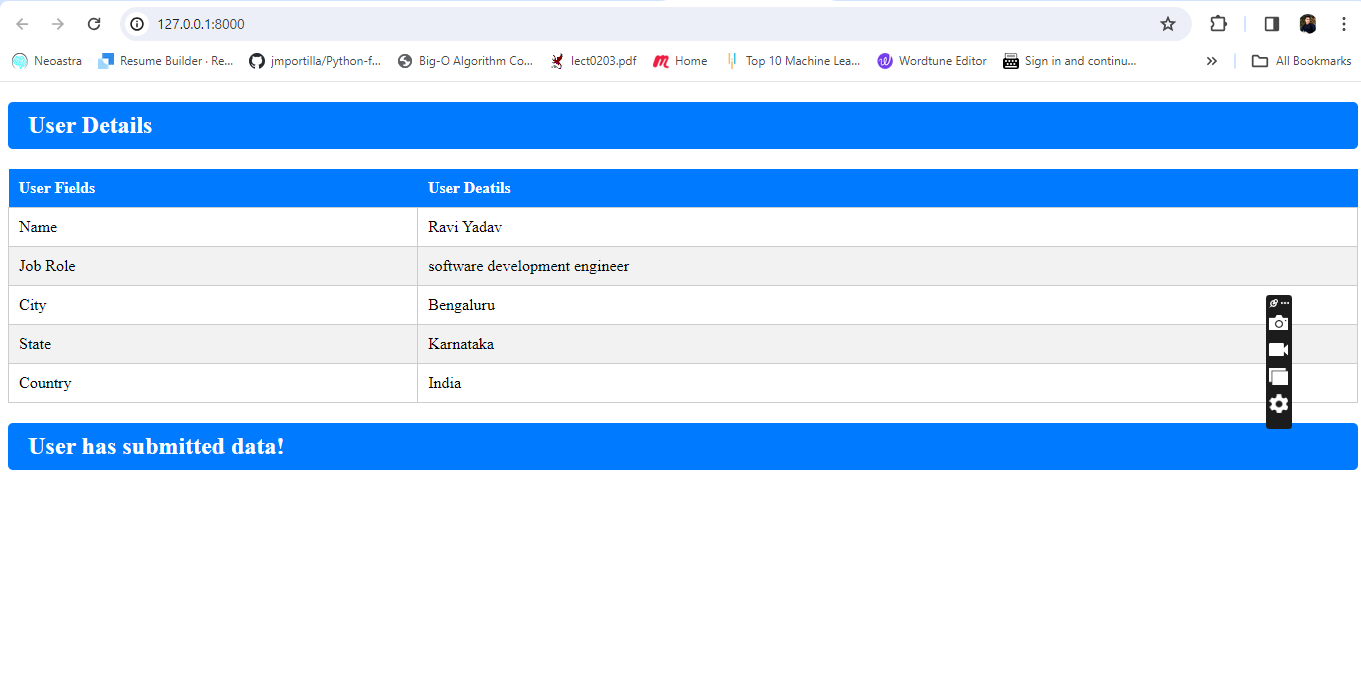 127.0.0.1:8000
Neoastra Resume Builder · Re... jmportilla/Python-f... Big-O Algorithm Co... lect0203.pdf Home Top 10 Machine Lea... Wordtune Editor Sign in and continu... » All Bookmarks
User Details
User Fields User Deatils
Name Ravi Yadav
Job Role software development engineer
City Bengaluru
State Karnataka
Country India
User has submitted data!